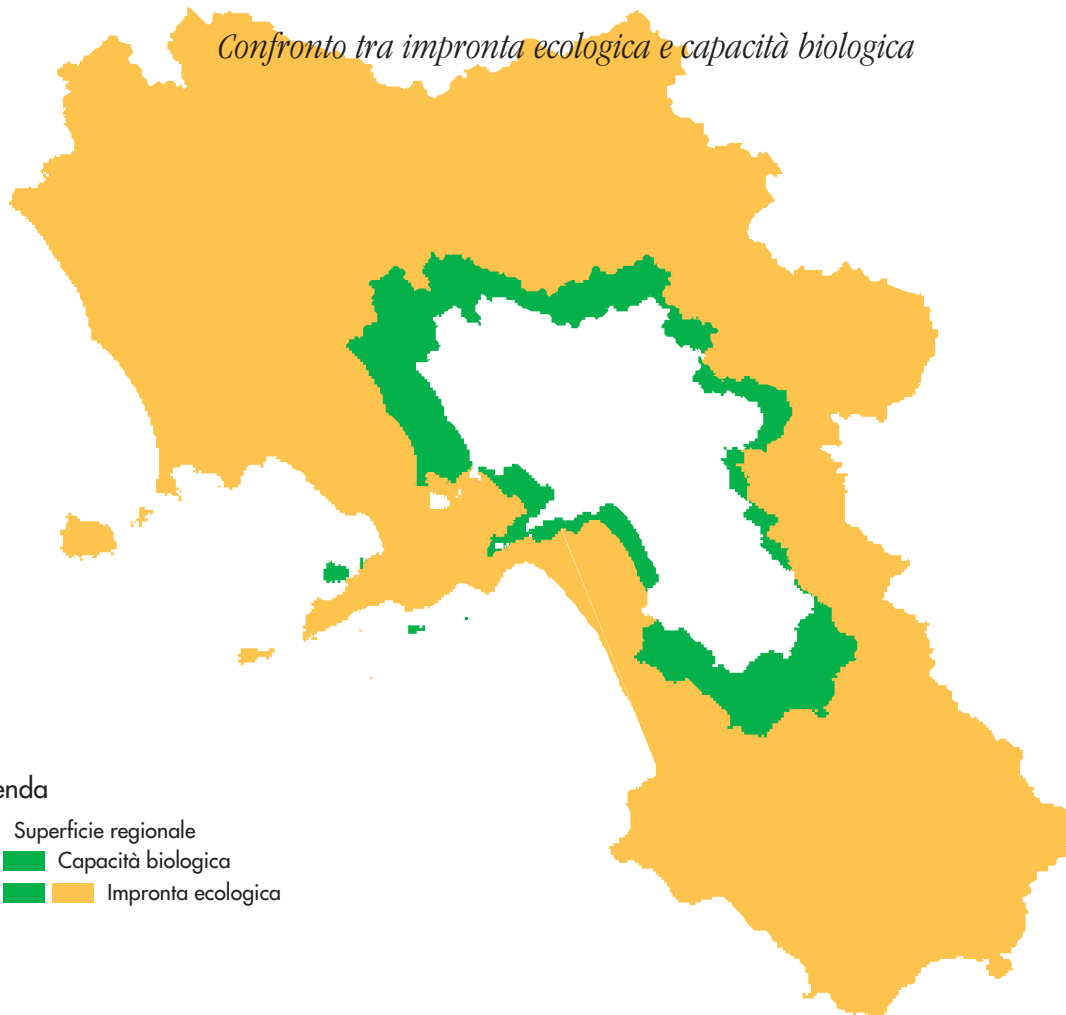 Confronto tra impronta ecologica e capacità biologica
enda
Superficie regionale
Capacità biologica
Impronta ecologica